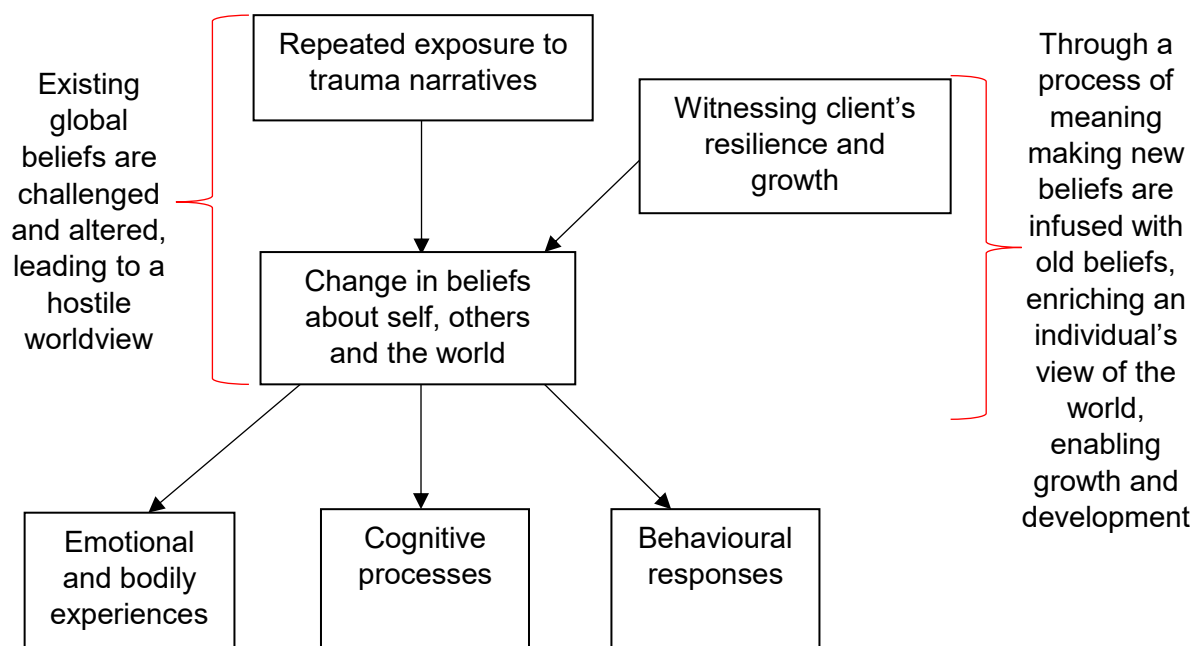 Existing
global
beliefs are
challenged
and altered,
leading to a
hostile
worldview
Repeated exposure to
trauma narratives
Witnessing client’s
resilience and
growth
Through a
process of
meaning
making new
beliefs are
infused with
old beliefs,
enriching an
individual’s
view of the
world,
enabling
growth and
development
Change in beliefs
about self, others
and the world
Emotional
and bodily
experiences
Cognitive
processes
Behavioural
responses